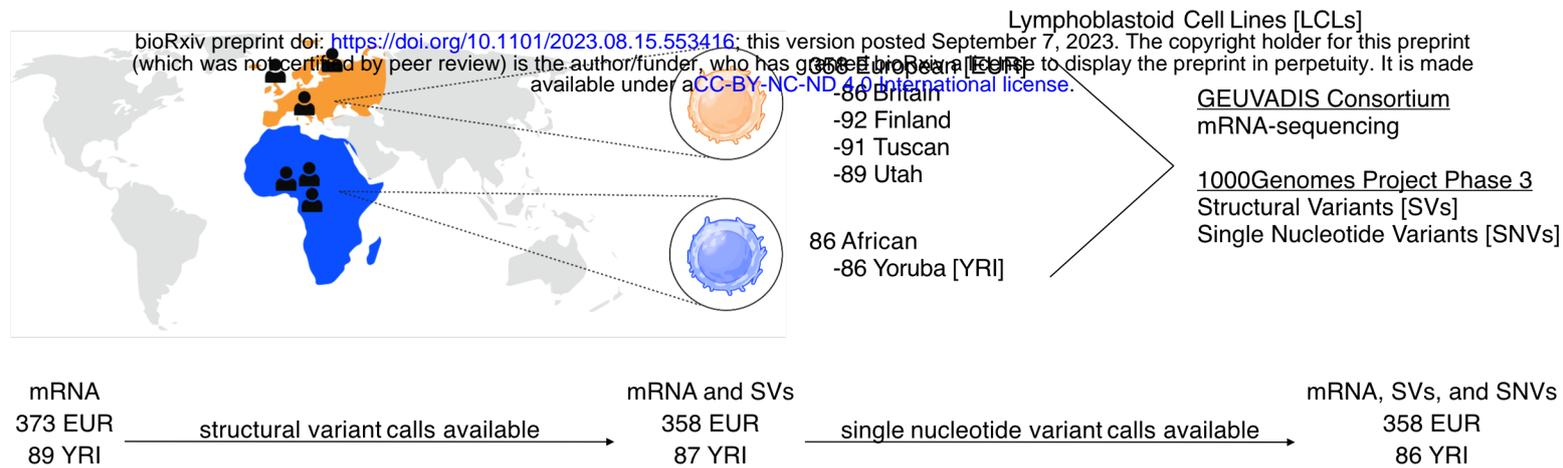 Lymphoblastoid Cell Lines [LCLs]
bioRxiv preprint doi: https://doi.org/10.1101/2023.08.15.553416; this version posted September 7, 2023. The copyright holder for this preprint
(which was not certified by peer review) is the author/funder, who has granted bioRxiv a license to display the preprint in perpetuity. It is made
available under aCC-BY-NC-ND 4.0 International license.
358 European [EUR]
-86 Britain
-92 Finland
-91 Tuscan
-89 Utah
86 African
-86 Yoruba [YRI]
GEUVADIS Consortium
mRNA-sequencing
1000Genomes Project Phase 3
Structural Variants [SVs]
Single Nucleotide Variants [SNVs]
mRNA
373 EUR
89 YRI
structural variant calls available
mRNA and SVs
358 EUR
87 YRI
single nucleotide variant calls available
mRNA, SVs, and SNVs
358 EUR
86 YRI